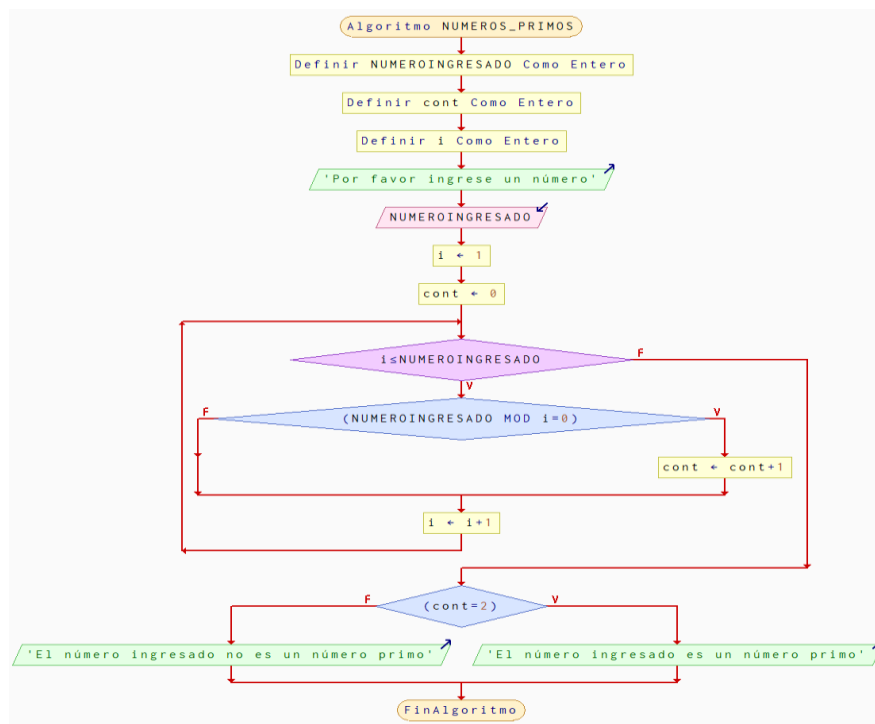 Algoritmo NUMEROS_PRIMOS
Definir NUMEROINGRESADO Como Entero
Definir cont Como Entero
Definir i Como Entero
'Por favor ingrese un número'
NUMEROINGRESADO
i ← 1
cont ← 0
i≤NUMEROINGRESADO
F
V
F
(NUMEROINGRESADO MOD i=0)
V
cont ← cont+1
i ← i+1
F
(cont=2)
V
'El número ingresado no es un número primo'
'El número ingresado es un número primo'
FinAlgoritmo